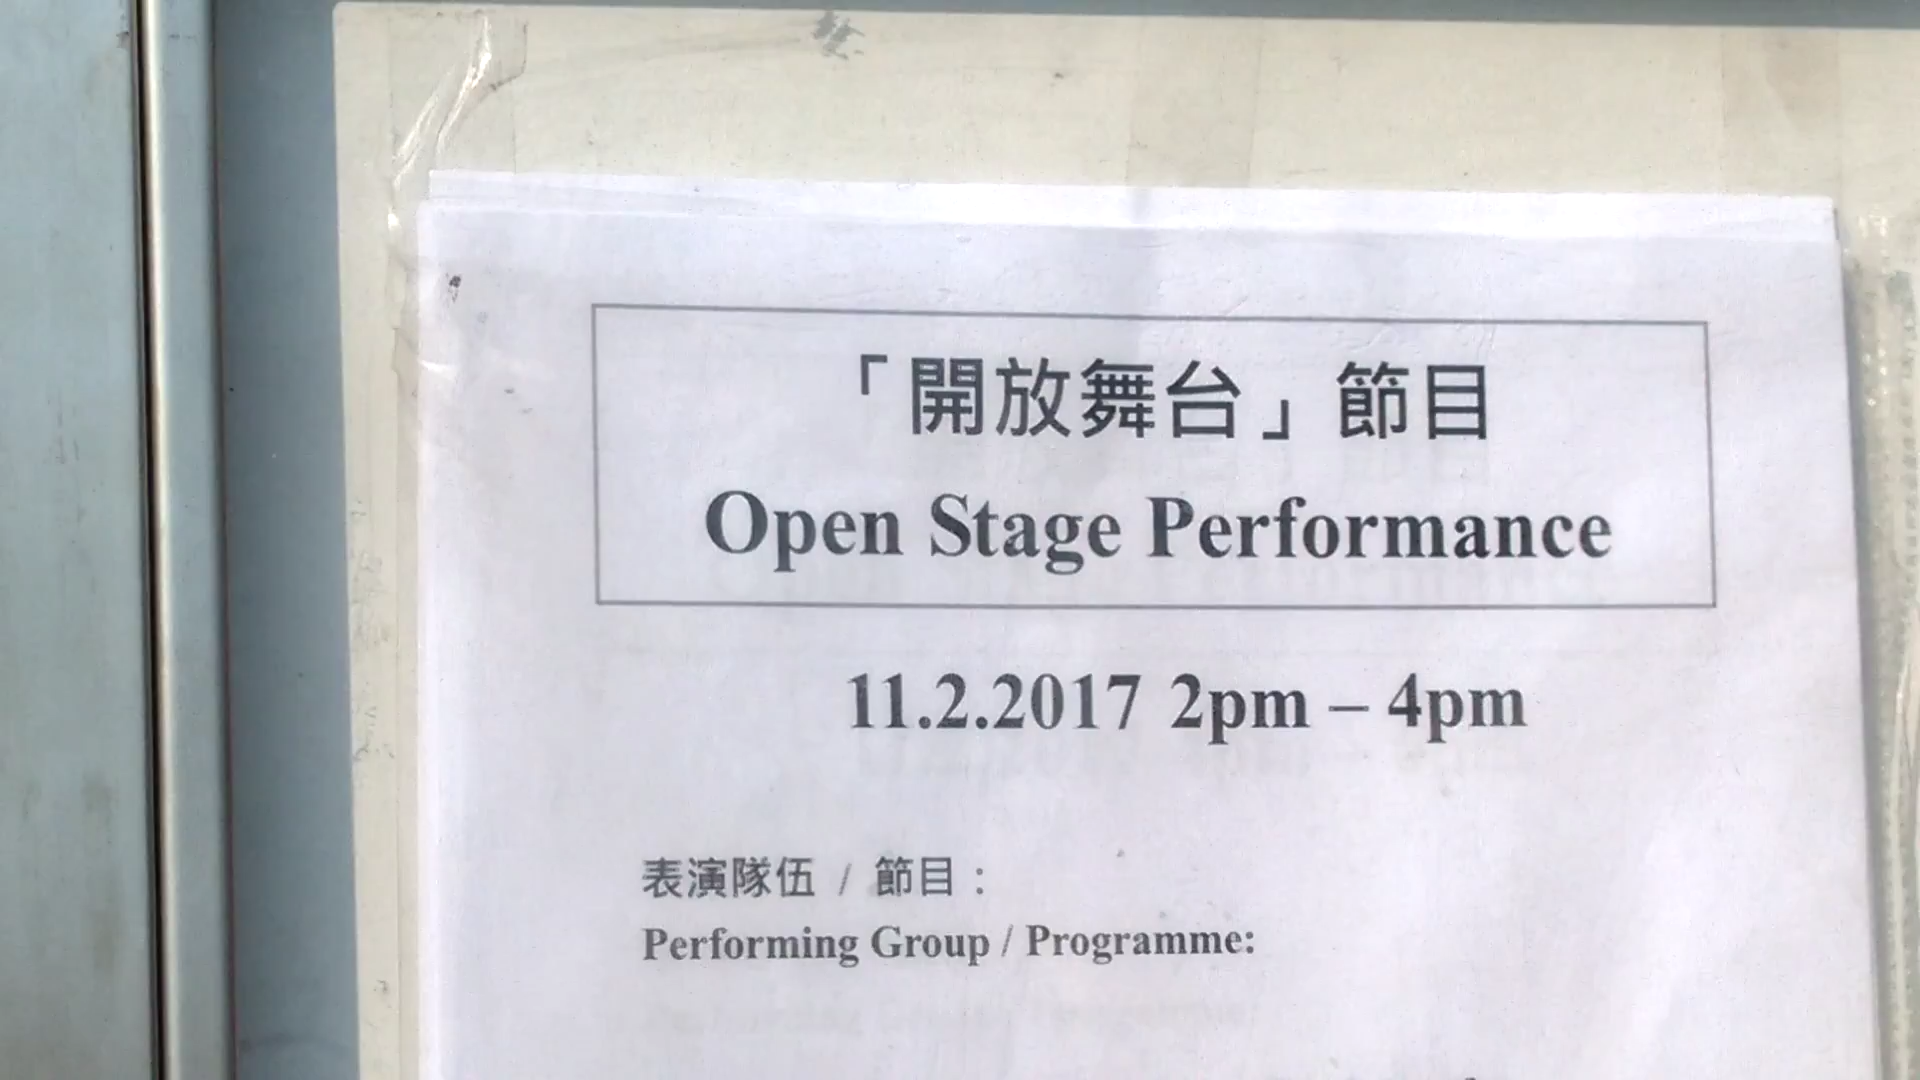 「開放舞台」節目
Open Stage Performance
11.2.2017 2pm – 4pm
表演隊伍 / 節目：
Performing Group / Programme: